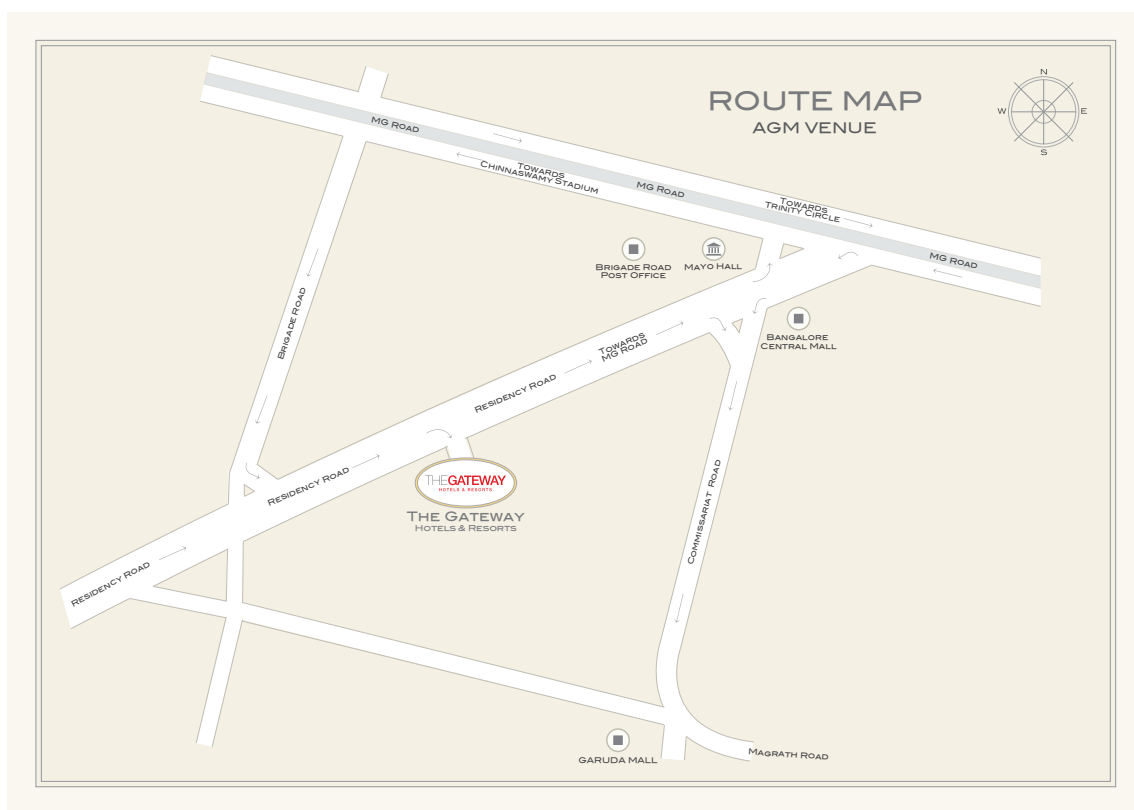 ROUTE MAP
AGM VENUE
N
W
E
S
MG ROAD
TOWARDS
CHINNASWAMY STADIUM
MG ROAD
TOWARDS
TRINITY CIRCLE
MG ROAD
BRIGADE ROAD
POST OFFICE
MAYO HALL
BANGALORE
CENTRAL MALL
BRIGADE ROAD
TOWARDS
MG ROAD
RESIDENCY ROAD
RESIDENCY ROAD
RESIDENCY ROAD
THEGATEWAY
HOTELS & RESORTS
THE GATEWAY
HOTELS & RESORTS
COMMISSARIAT ROAD
GARUDA MALL
MAGRATH ROAD